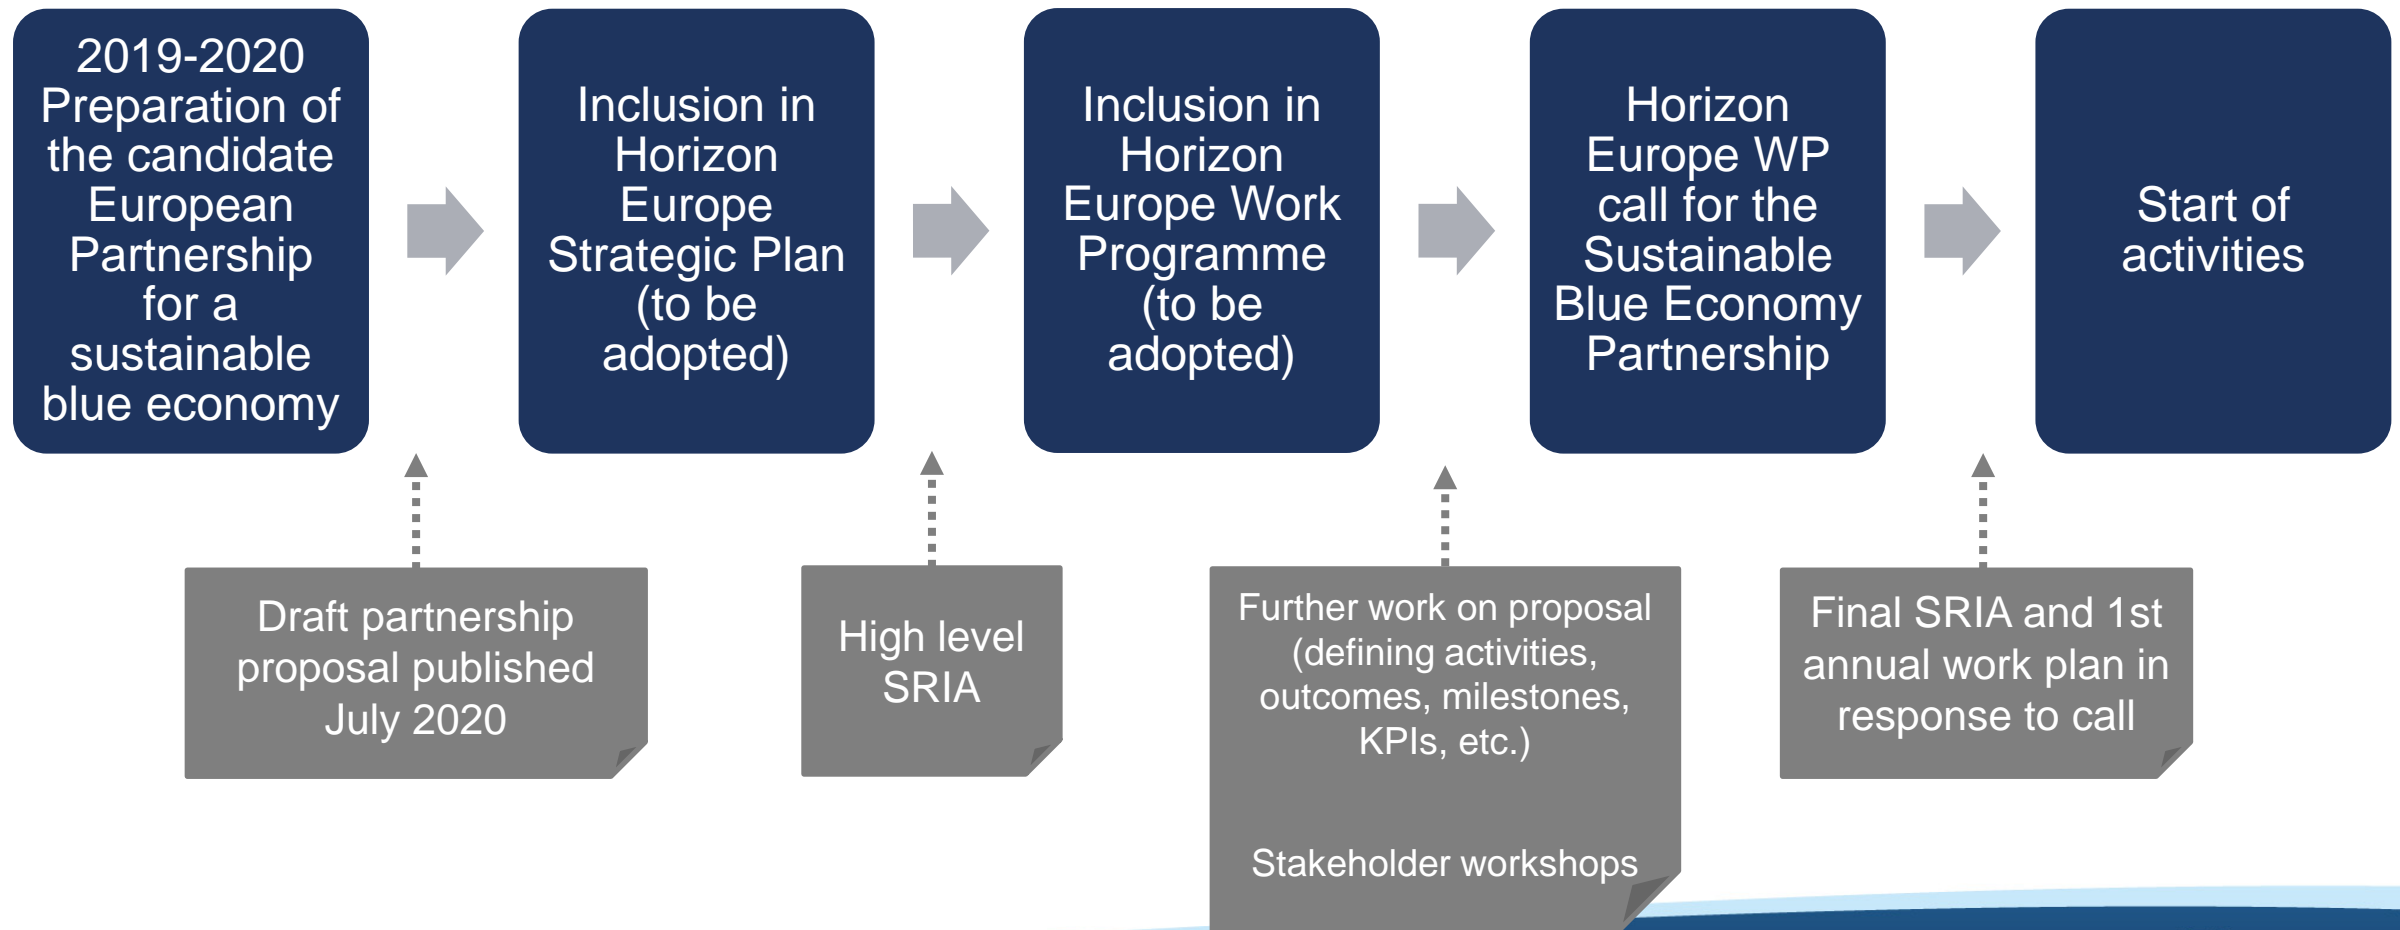 2019-2020
Preparation of
the candidate
European
Partnership
for a
sustainable
blue economy
Inclusion in
Horizon
Europe
Strategic Plan
(to be
adopted)
Inclusion in
Horizon
Europe Work
Programme
(to be
adopted)
Horizon
Europe WP
call for the
Sustainable
Blue Economy
Partnership
Start of
activities
Draft partnership
proposal published
July 2020
High level
SRIA
Further work on proposal
(defining activities,
outcomes, milestones,
KPIs, etc.)
Stakeholder workshops
Final SRIA and 1st
annual work plan in
response to call